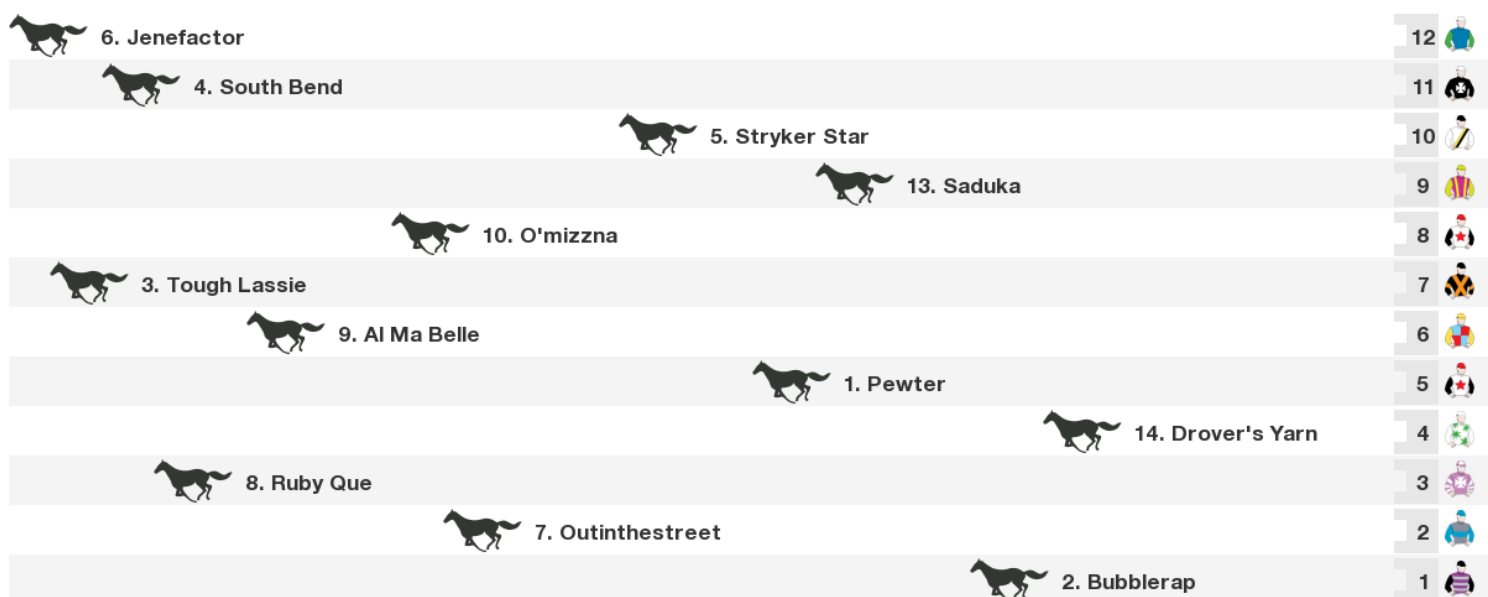 6. Jenefactor 12
4. South Bend 11
5. Stryker Star 10
13. Saduka 9
10. O'mizzna 8
3. Tough Lassie 7
9. Al Ma Belle 6
1. Pewter 5
14. Drover's Yarn 4
8. Ruby Que 3
7. Outinthestreet 2
2. Bubblerap 1